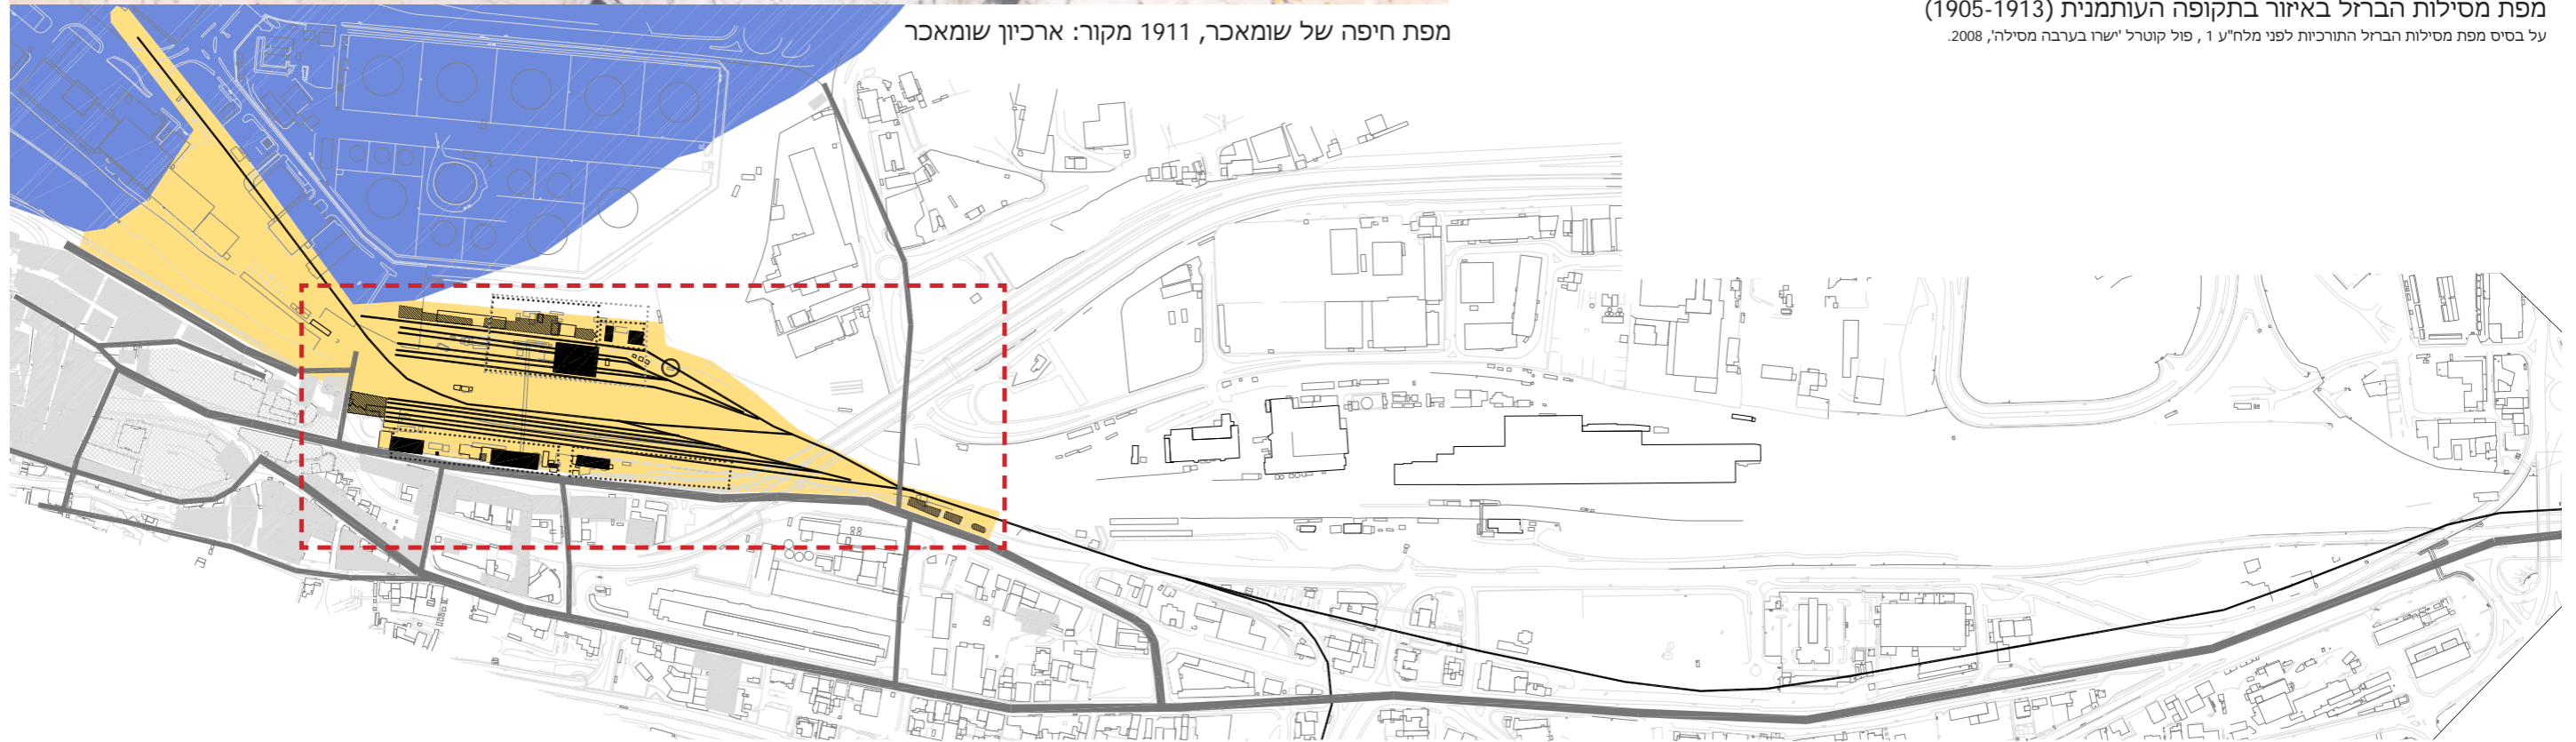 מפת מסילות הברזל באיזור בתקופה העותמנית (1905-1913)
על בסיס מפת מסילות הברזל התורכיות לפני מלח"ע 1 , פול קוטרל 'ישרו בערבה מסילה', 2008.
מפת חיפה של שומאכר, 1911 מקור: ארכיון שומאכר